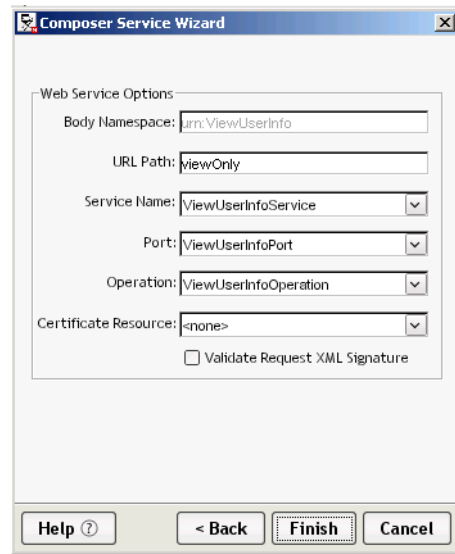 Composer Service Wizard
Web Service Options
Body Namespace: urn:ViewUserInfo
URL Path: viewOnly
Service Name: ViewUserInfoService
Port: ViewUserInfoPort
Operation: ViewUserInfoOperation
Certificate Resource: <none>
Validate Request XML Signature
Help ? < Back Finish Cancel